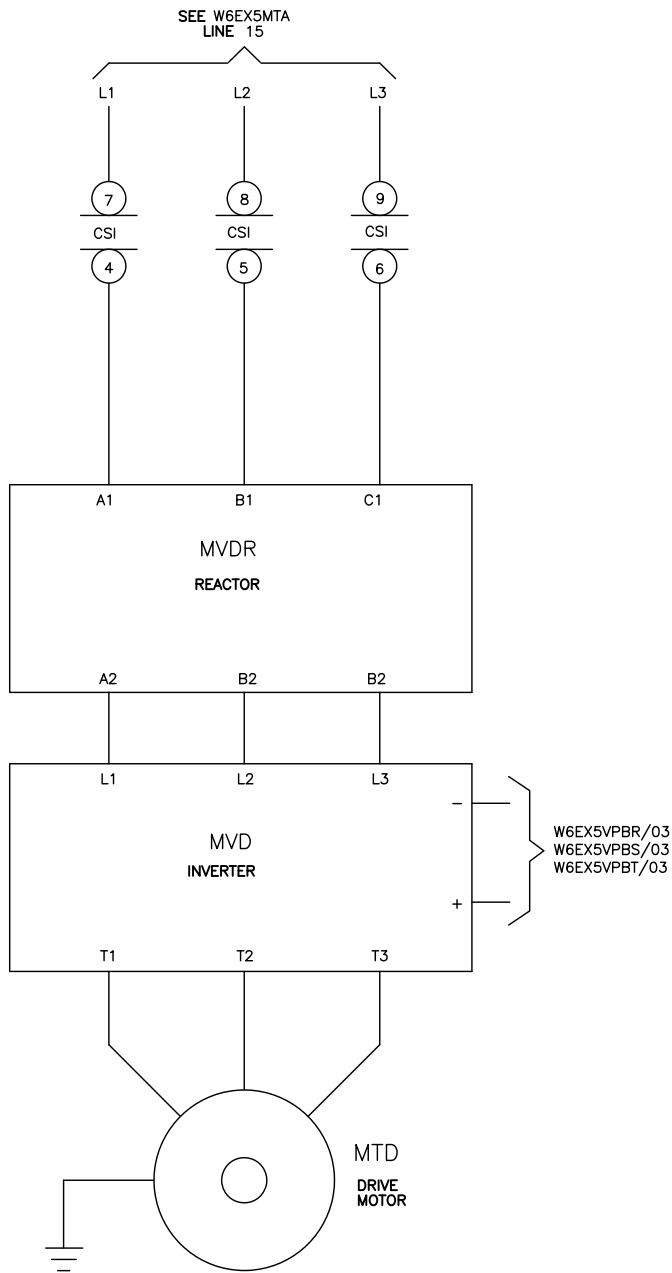 SEE W6EX5MTA
LINE 15
L1 L2 L3
7 8 9
CSI CSI CSI
4 5 6
A1 B1 C1
MVDR
REACTOR
A2 B2 B2
L1 L2 L3
-
MVD
INVERTER
W6EX5VPBR/03
W6EX5VPBS/03
W6EX5VPBT/03
+
T1 T2 T3
MTD
DRIVE
MOTOR